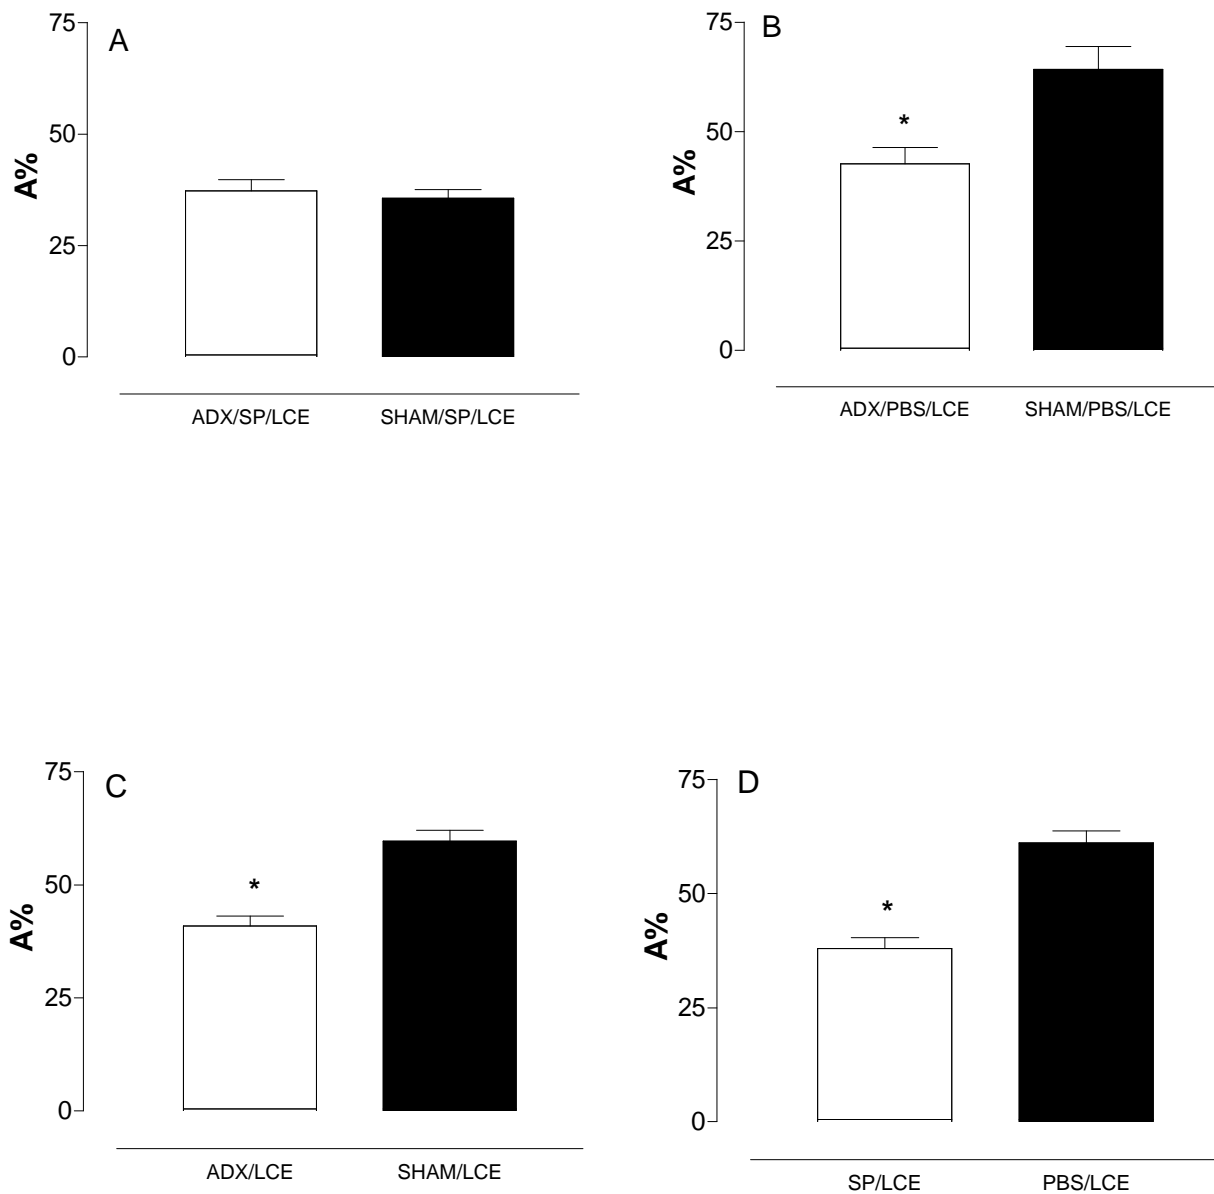 A
75
50
25
0
A%
ADX/SP/LCE SHAM/SP/LCE
B
75
*
50
25
0
A%
ADX/PBS/LCE SHAM/PBS/LCE
C
75
*
50
25
0
A%
ADX/LCE SHAM/LCE
D
75
*
50
25
0
A%
SP/LCE PBS/LCE